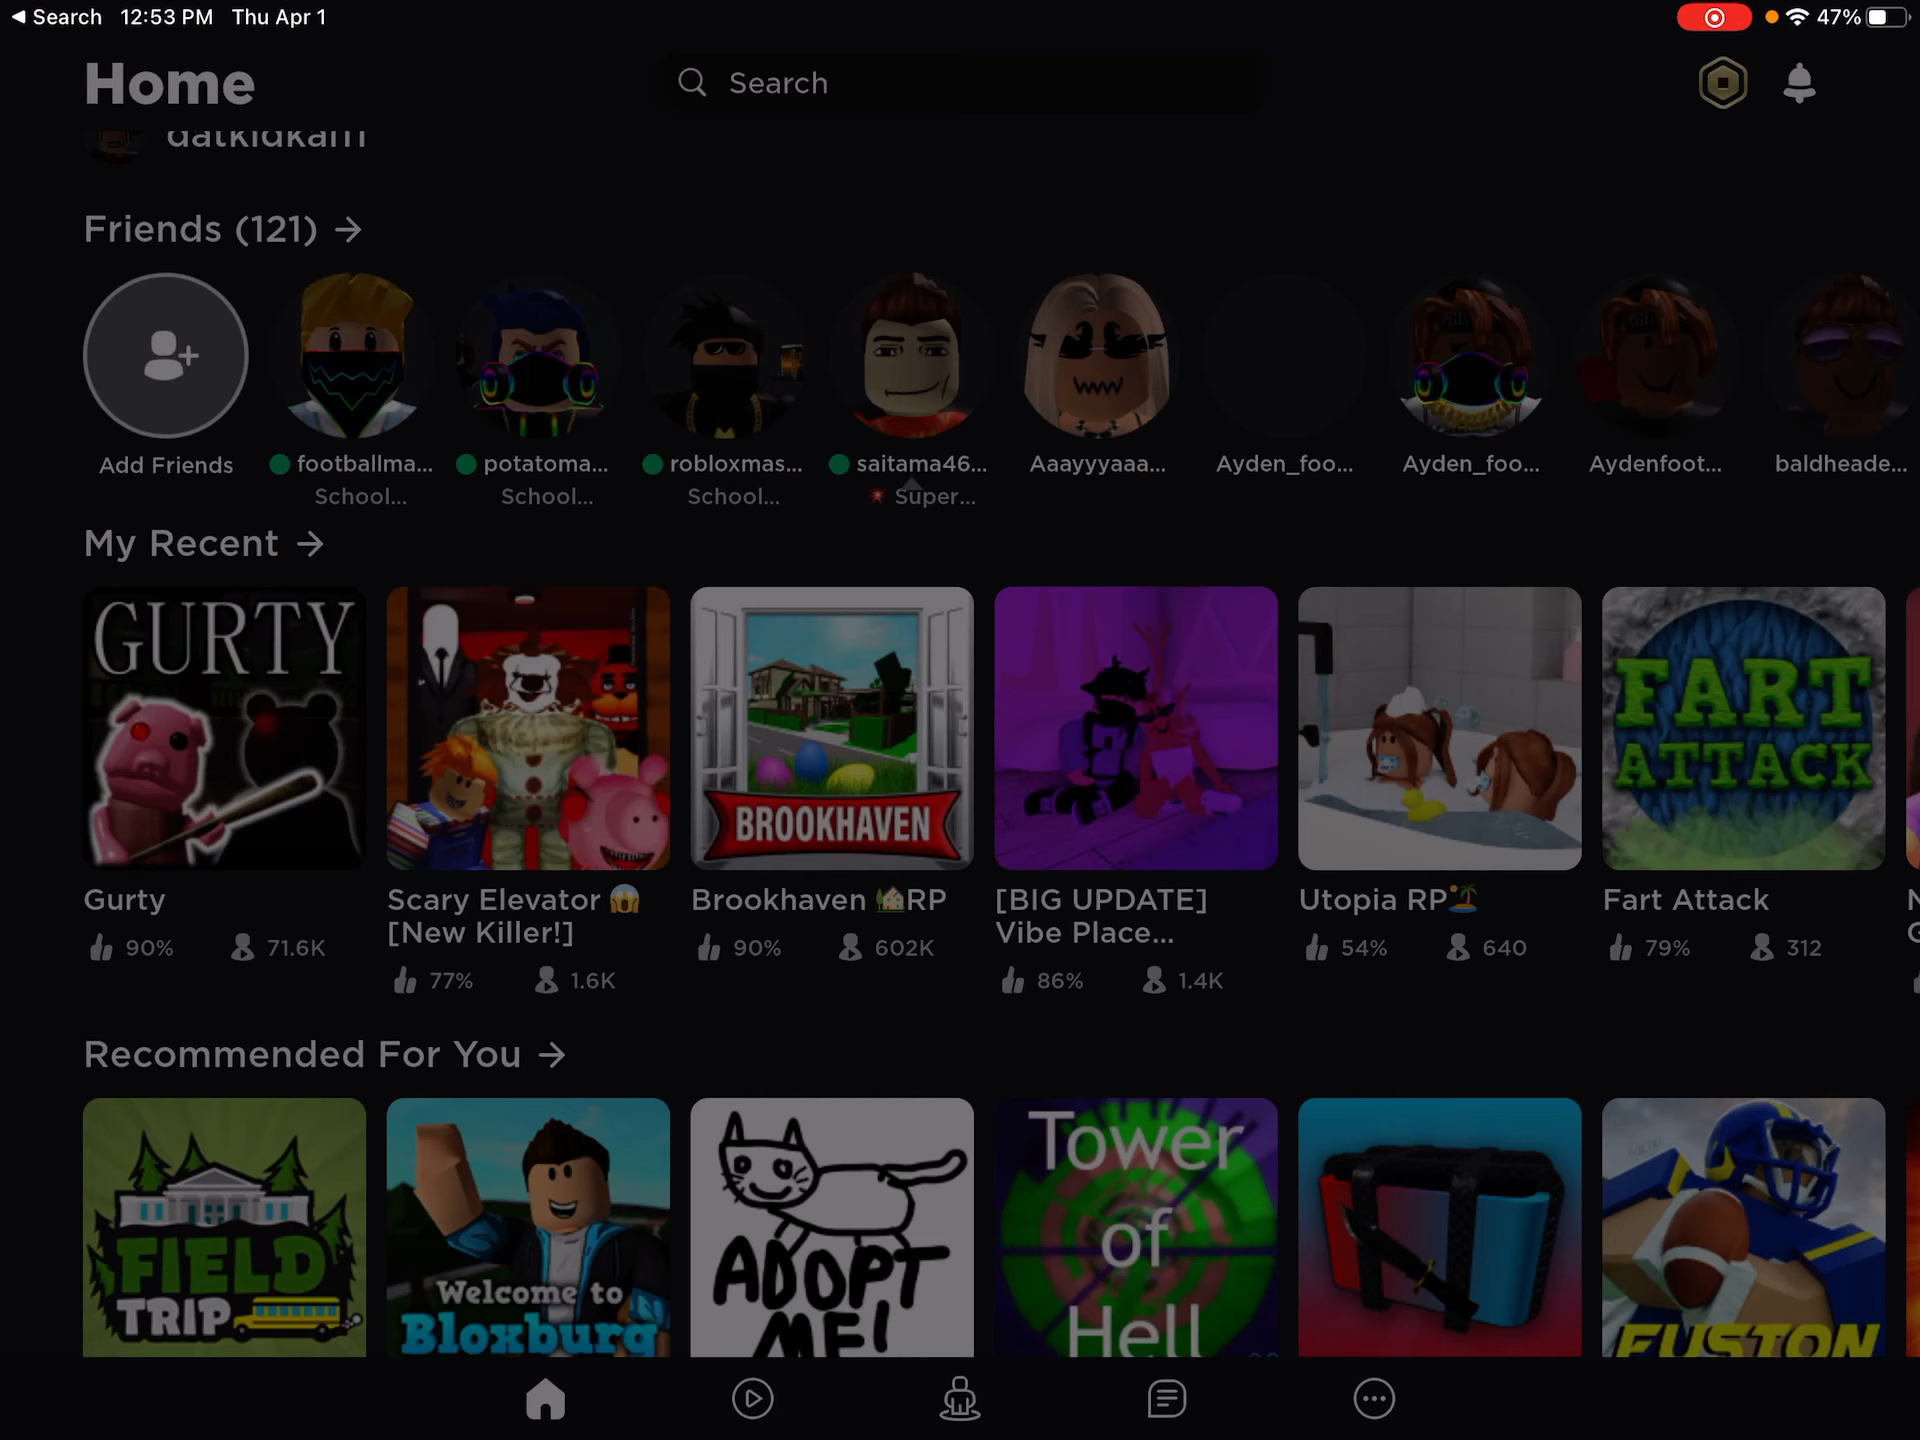 Search 12:53 PM Thu Apr 1 47%
Home Search
datkidkam
Friends (121)
Add Friends footballma... potatoma... robloxmas... saitama46... Aaayyyaaa... Ayden_foo... Ayden_foo... Aydenfoot... baldheade...
School... School... School... 💥 Super...
My Recent
GURTY
BROOKHAVEN
FART
ATTACK
Gurty
90% 71.6K
Scary Elevator 😱
[New Killer!]
77% 1.6K
Brookhaven 🏡RP
90% 602K
[BIG UPDATE]
Vibe Place...
86% 1.4K
Utopia RP🏝️
54% 640
Fart Attack
79% 312
Recommended For You
FIELD
TRIP
Welcome to
Bloxburg
ADOPT
ME!
Tower
of
Hell
FUSION